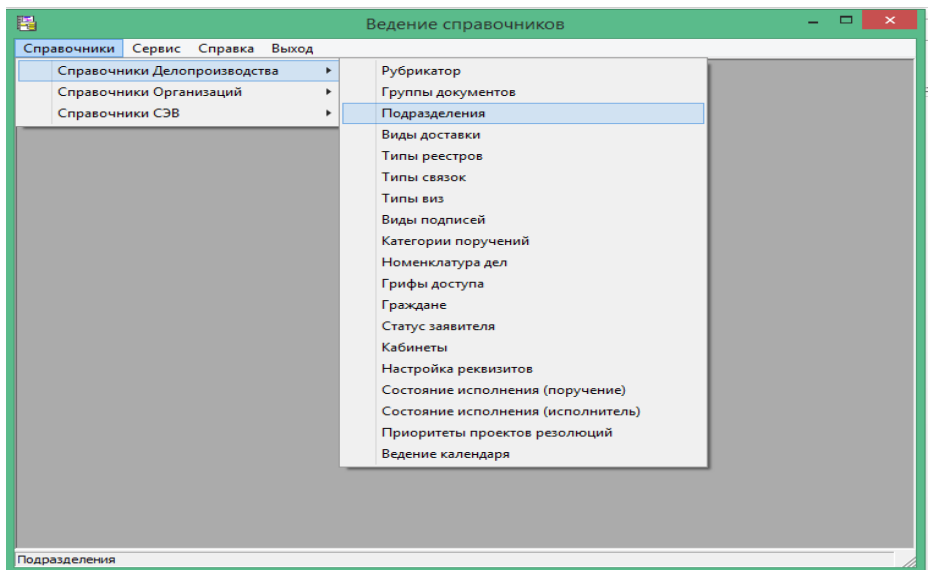 Ведение справочников
Справочники Сервис Справка Выход
Справочники Делопроизводства
Справочники Организаций
Справочники СЭВ
Рубрикатор
Группы документов
Подразделения
Виды доставки
Типы реестров
Типы связок
Типы виз
Виды подписей
Категории поручений
Номенклатура дел
Грифы доступа
Граждане
Статус заявителя
Кабинеты
Настройка реквизитов
Состояние исполнения (поручение)
Состояние исполнения (исполнитель)
Приоритеты проектов резолюций
Ведение календаря
Подразделения